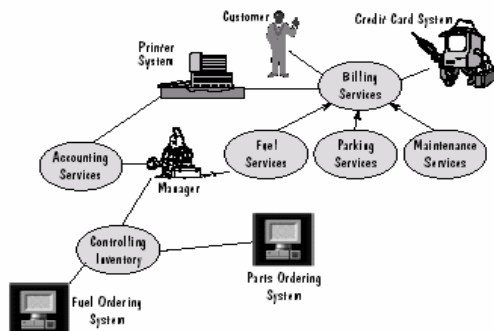 Customer
Credit Card System
Printer
System
Billing
Services
Accounting
Services
Manager
Fuel
Services
Parking
Services
Maintenance
Services
Controlling
Inventory
Parts Ordering
System
Fuel Ordering
System